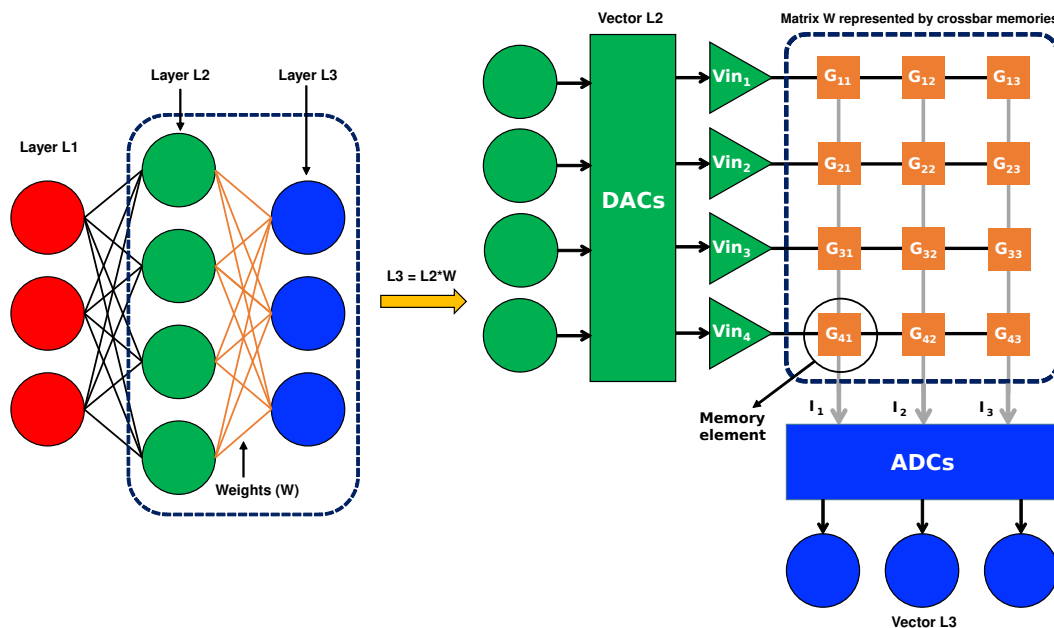 Layer L1
Layer L2
Layer L3
Weights (W)
L3 = L2*W
Vector L2
DACs
Vin₁
Vin₂
Vin₃
Vin₄
Matrix W represented by crossbar memories
G₁₁ G₁₂ G₁₃
G₂₁ G₂₂ G₂₃
G₃₁ G₃₂ G₃₃
G₄₁ G₄₂ G₄₃
Memory
element
I₁ I₂ I₃
ADCs
Vector L3